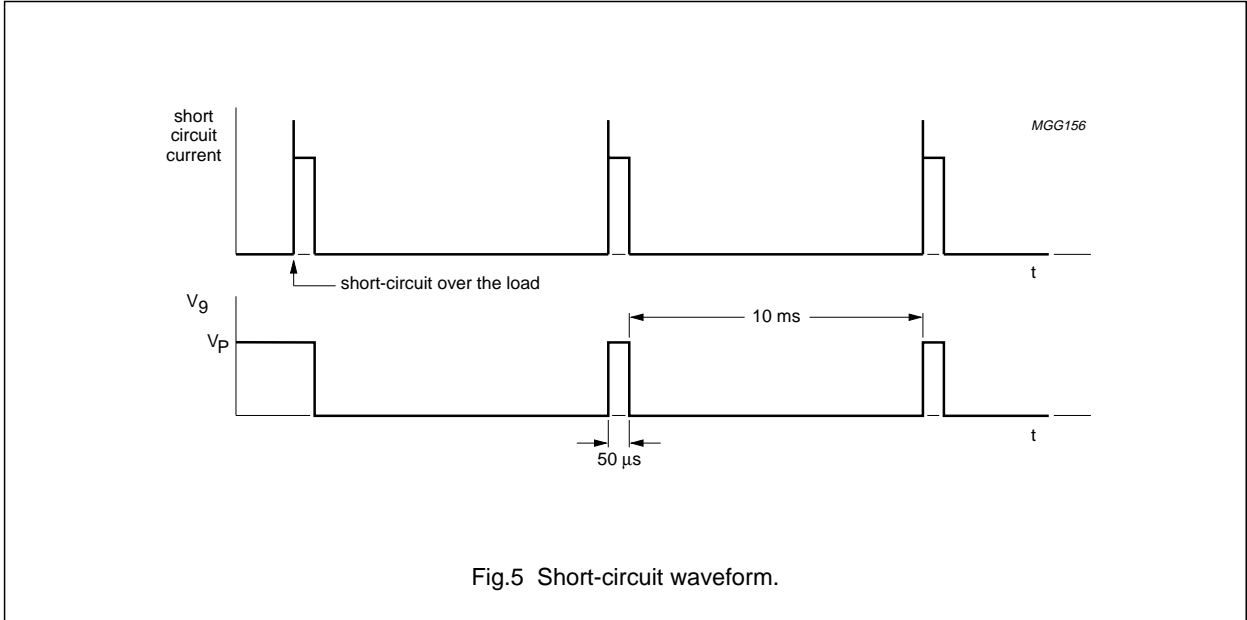 short
circuit
current
MGG156
t
short-circuit over the load
V9
VP
10 ms
t
50 µs
Fig.5 Short-circuit waveform.